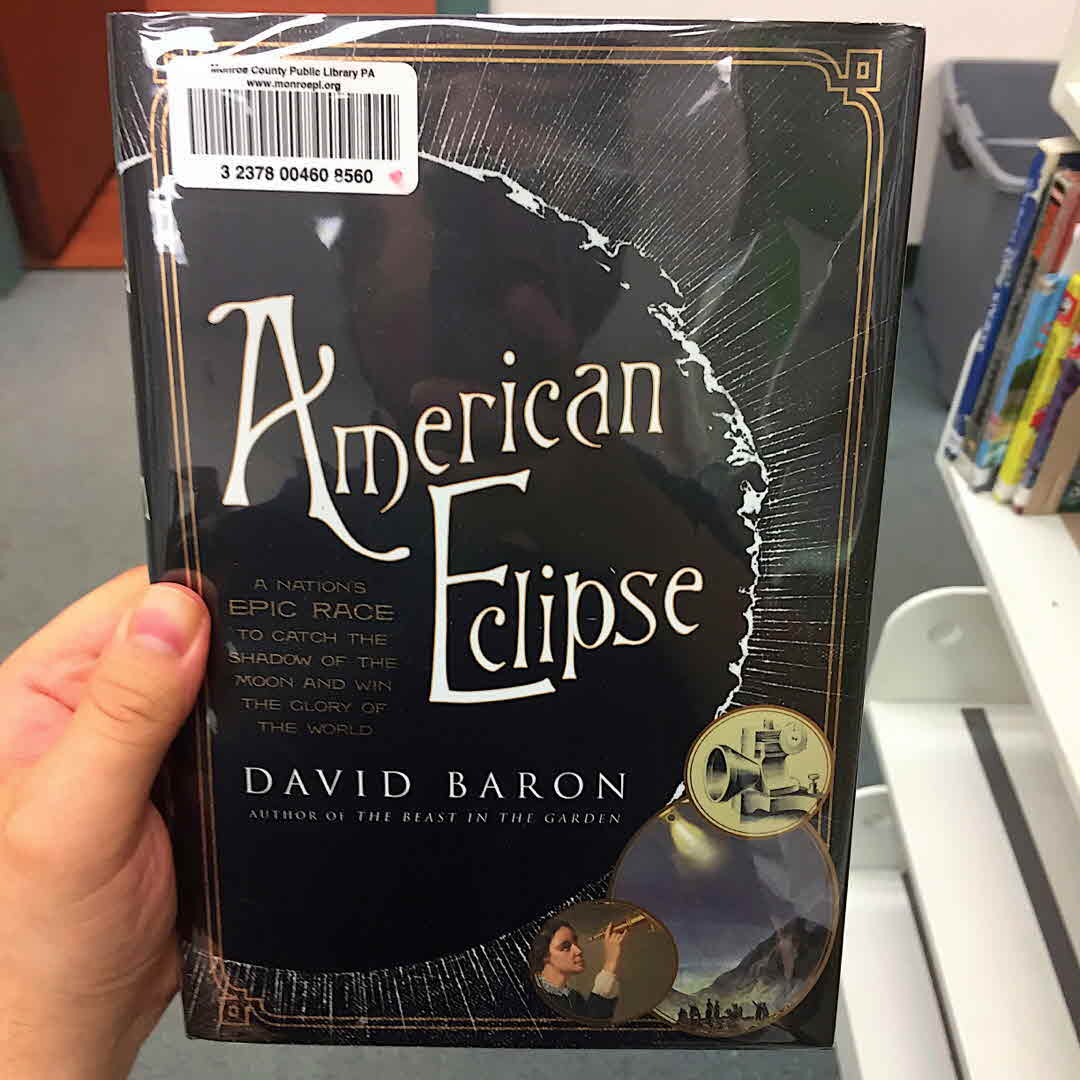 Monroe County Public Library PA
www.monroepl.org
3 2378 00460 8560
American
Eclipse
A NATION'S
EPIC RACE
TO CATCH THE
SHADOW OF THE
MOON AND WIN
THE GLORY OF
THE WORLD
DAVID BARON
AUTHOR OF THE BEAST IN THE GARDEN